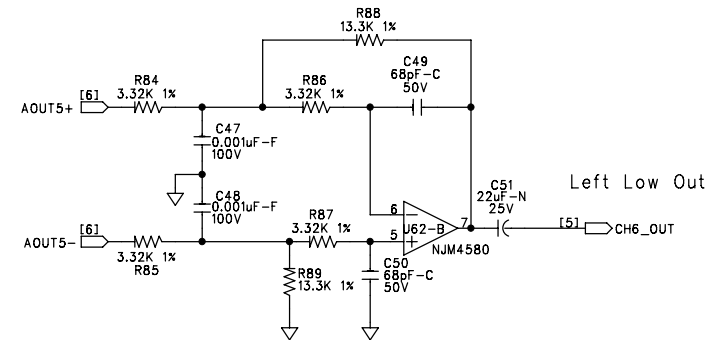 R88
13.3K 1%
C49
68pF-C
50V
R84
3.32K 1%
R86
3.32K 1%
[6]
AOUT5+
C47
0.001uF-F
100V
C48
0.001uF-F
100V
C51
22uF-N
25V
Left Low Out
[6]
AOUT5-
R87
3.32K 1%
6
5
7
U62-B
NJM4580
[5]
CH6_OUT
3.32K 1%
R85
R89
13.3K 1%
C50
68pF-C
50V